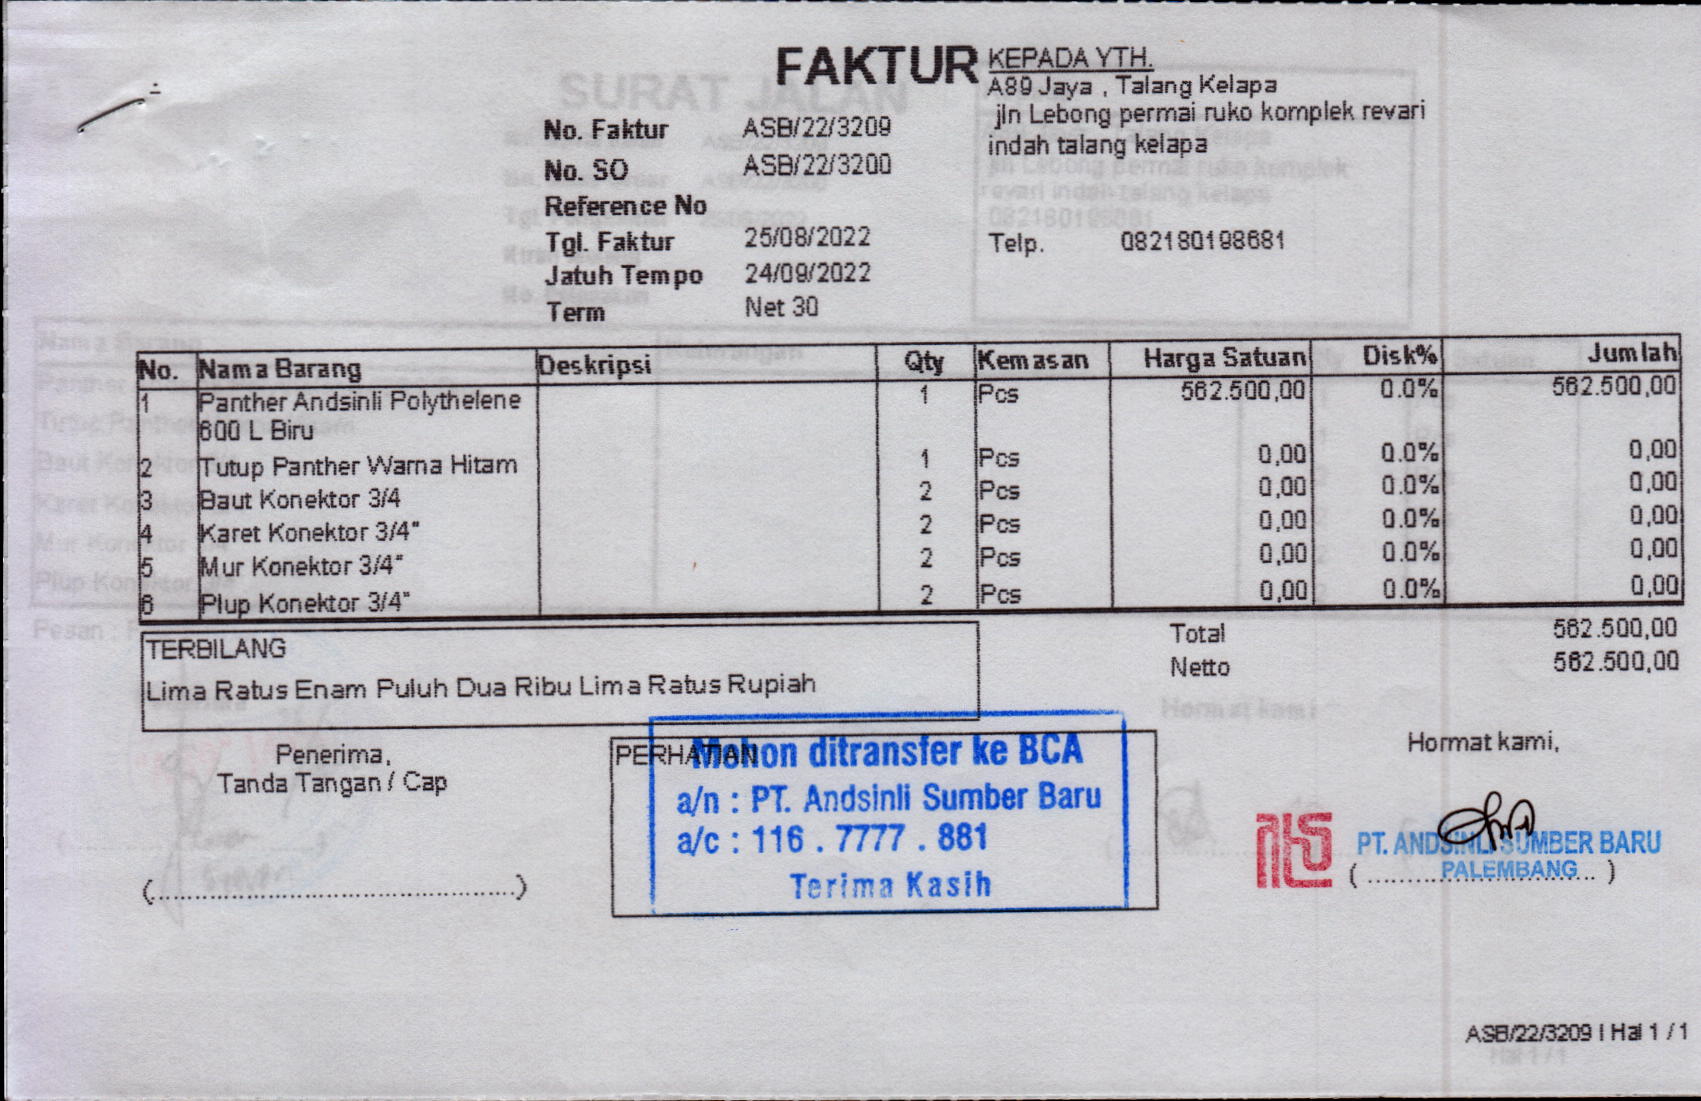 FAKTUR
KEPADA YTH.
A89 Jaya , Talang Kelapa
jln Lebong permai ruko komplek revari
indah talang kelapa
Telp. 082180198681
No. Faktur ASB/22/3209
No. SO ASB/22/3200
Reference No
Tgl. Faktur 25/08/2022
Jatuh Tempo 24/09/2022
Term Net 30
No. Nama Barang Deskripsi Qty Kemasan Harga Satuan Disk% Jumlah
1 Panther Andsinli Polythelene 1 Pcs 562.500,00 0.0% 562.500,00
600 L Biru
2 Tutup Panther Warna Hitam 1 Pcs 0,00 0.0% 0,00
3 Baut Konektor 3/4 2 Pcs 0,00 0.0% 0,00
4 Karet Konektor 3/4" 2 Pcs 0,00 0.0% 0,00
5 Mur Konektor 3/4" 2 Pcs 0,00 0.0% 0,00
6 Plup Konektor 3/4" 2 Pcs 0,00 0.0% 0,00
Total 562.500,00
Netto 562.500,00
TERBILANG
Lima Ratus Enam Puluh Dua Ribu Lima Ratus Rupiah
Penerima,
Tanda Tangan / Cap
(..................................................)
PERHATIAN
Mohon ditransfer ke BCA
a/n : PT. Andsinli Sumber Baru
a/c : 116 . 7777 . 881
Terima Kasih
Hormat kami,
PT. ANDSINLI SUMBER BARU
PALEMBANG
ASB/22/3209 | Hal 1 / 1